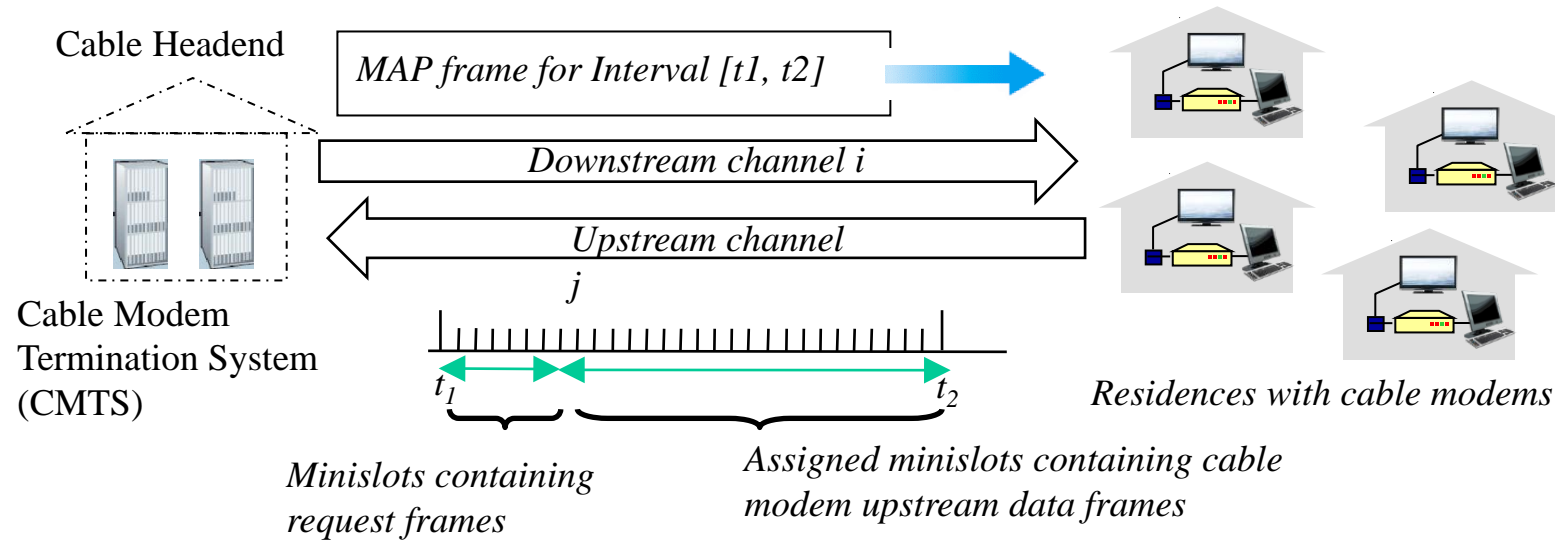 Cable Headend
MAP frame for Interval [t1, t2]
Downstream channel i
Upstream channel
j
Cable Modem
Termination System
(CMTS)
t1
t2
Residences with cable modems
Minislots containing
request frames
Assigned minislots containing cable
modem upstream data frames